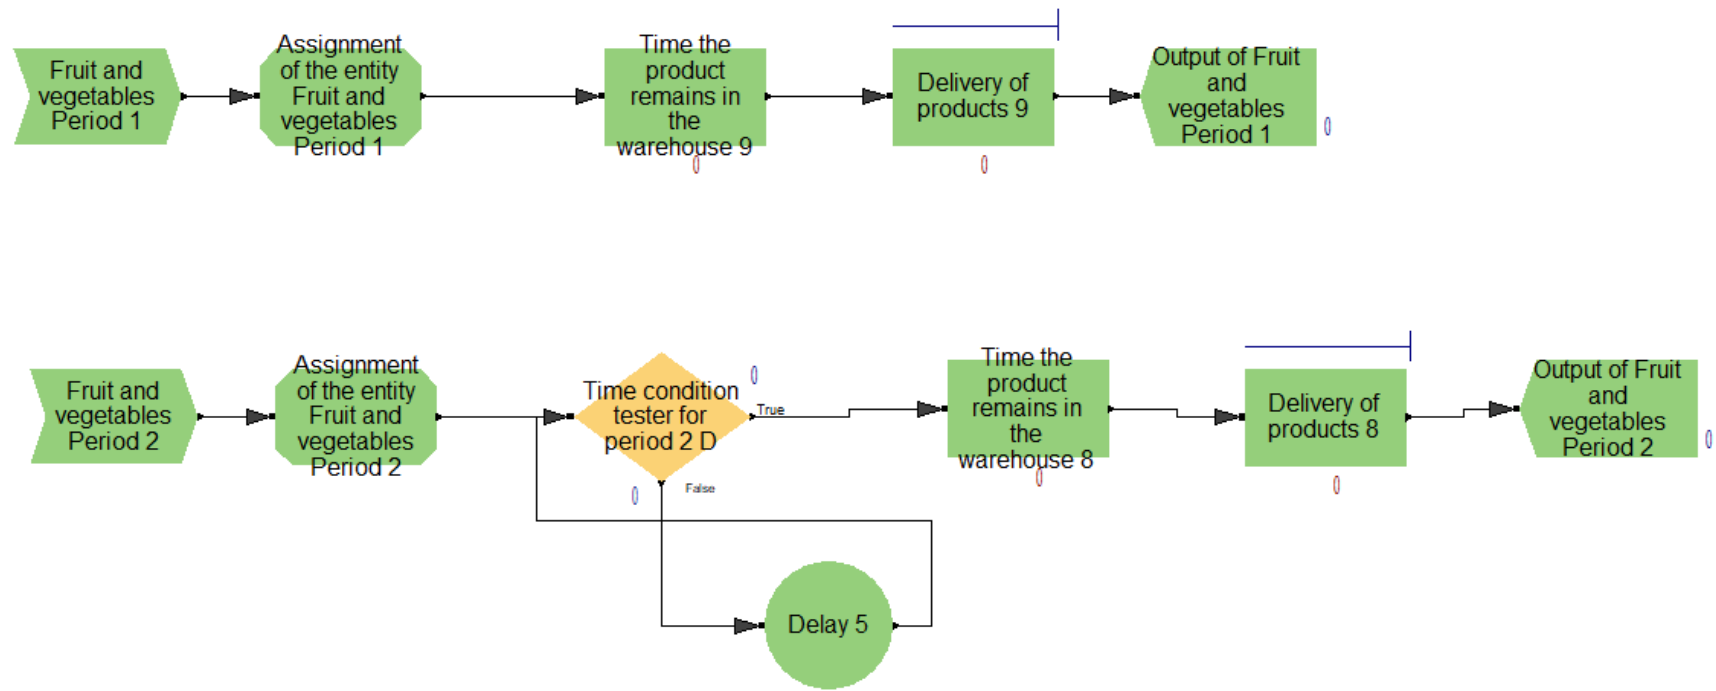 Fruit and
vegetables
Period 1
Assignment
of the entity
Fruit and
vegetables
Period 1
Time the
product
remains in
the
warehouse 9
0
Delivery of
products 9
0
Output of Fruit
and
vegetables
Period 1
0
Fruit and
vegetables
Period 2
Assignment
of the entity
Fruit and
vegetables
Period 2
Time condition
tester for
period 2 D
0
True
0
False
Time the
product
remains in
the
warehouse 8
0
Delivery of
products 8
0
Output of Fruit
and
vegetables
Period 2
0
Delay 5